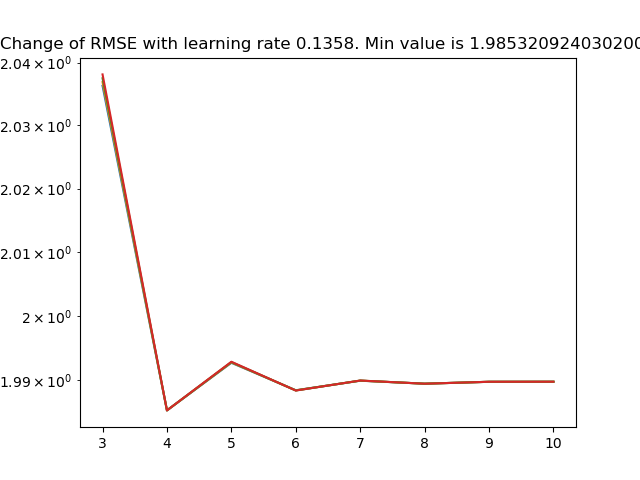 Change of RMSE with learning rate 0.1358. Min value is 1.985320924030200
2.04 × 10⁰
2.03 × 10⁰
2.02 × 10⁰
2.01 × 10⁰
2 × 10⁰
1.99 × 10⁰
3 4 5 6 7 8 9 10